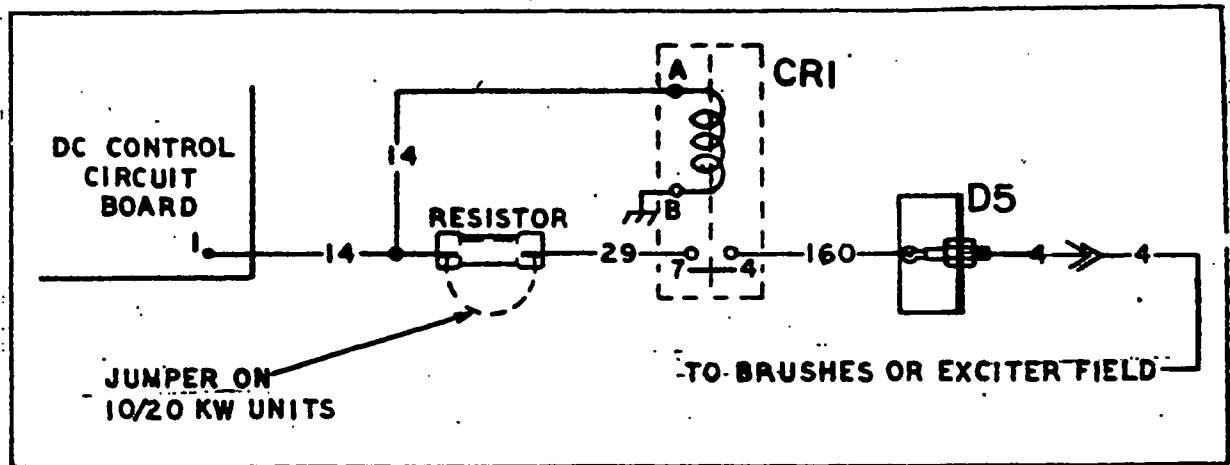 A
CR1
DC CONTROL
CIRCUIT
BOARD
14
B
RESISTOR
D5
1
14
29
7
4
160
4
4
JUMPER ON
10/20 KW UNITS
TO BRUSHES OR EXCITER FIELD